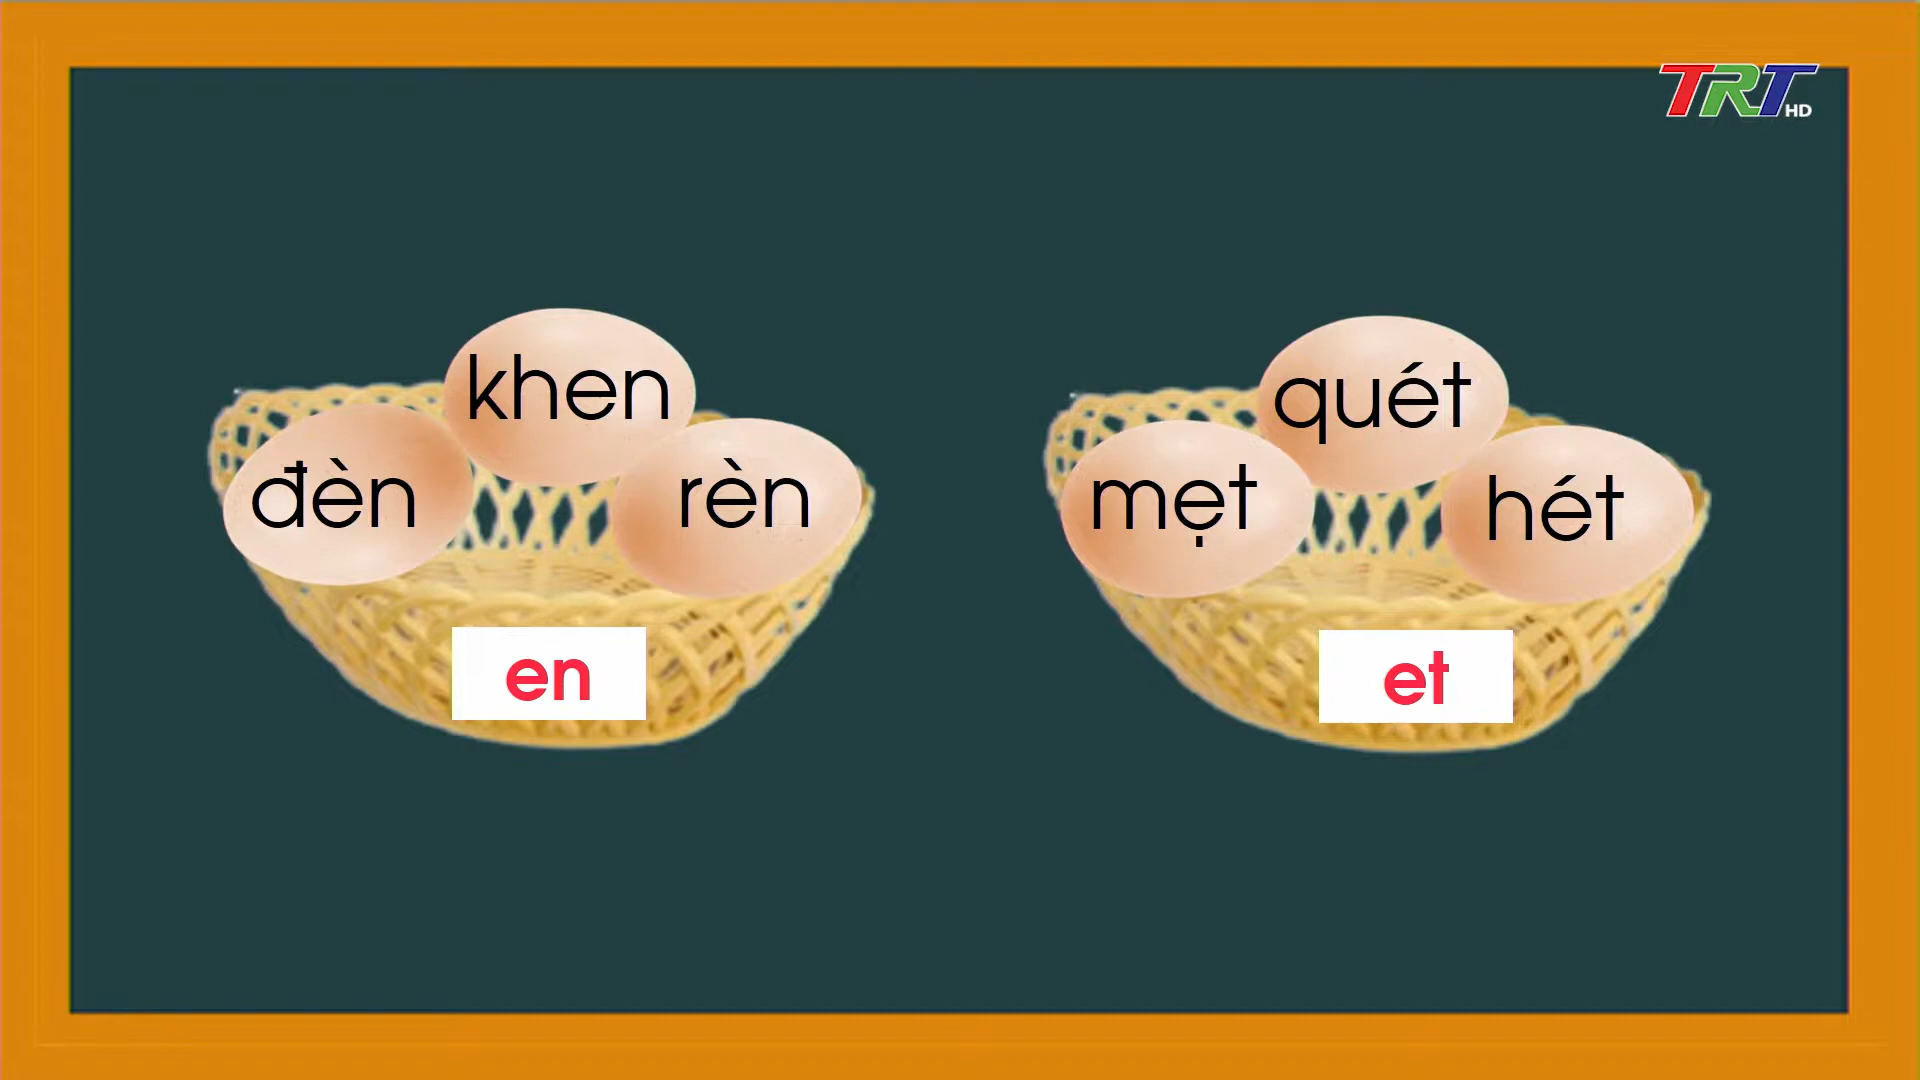 TRT HD
khen
đèn
rèn
en
quét
mẹt
hét
et